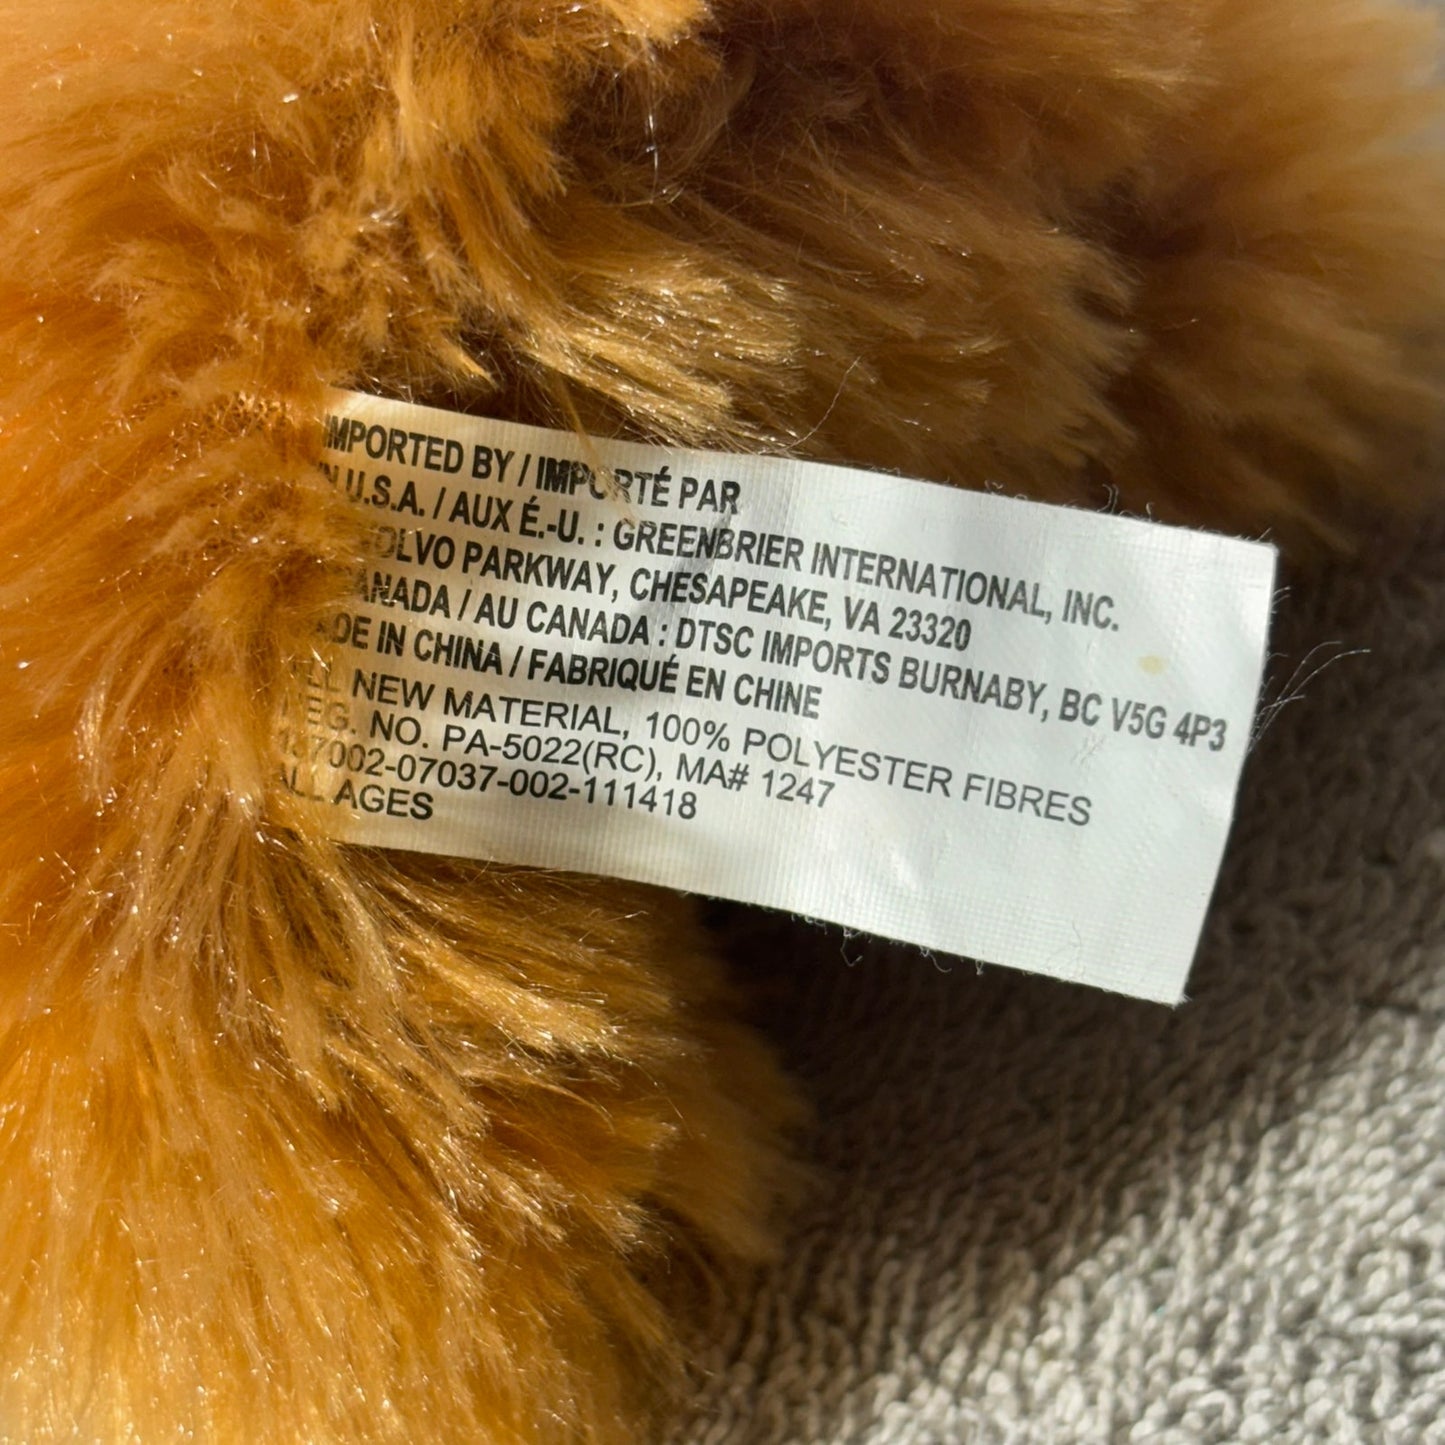 IMPORTED BY / IMPORTÉ PAR
IN U.S.A. / AUX É.-U. : GREENBRIER INTERNATIONAL, INC.
VOLVO PARKWAY, CHESAPEAKE, VA 23320
CANADA / AU CANADA : DTSC IMPORTS BURNABY, BC V5G 4P3
MADE IN CHINA / FABRIQUÉ EN CHINE
ALL NEW MATERIAL, 100% POLYESTER FIBRES
REG. NO. PA-5022(RC), MA# 1247
187002-07037-002-111418
ALL AGES